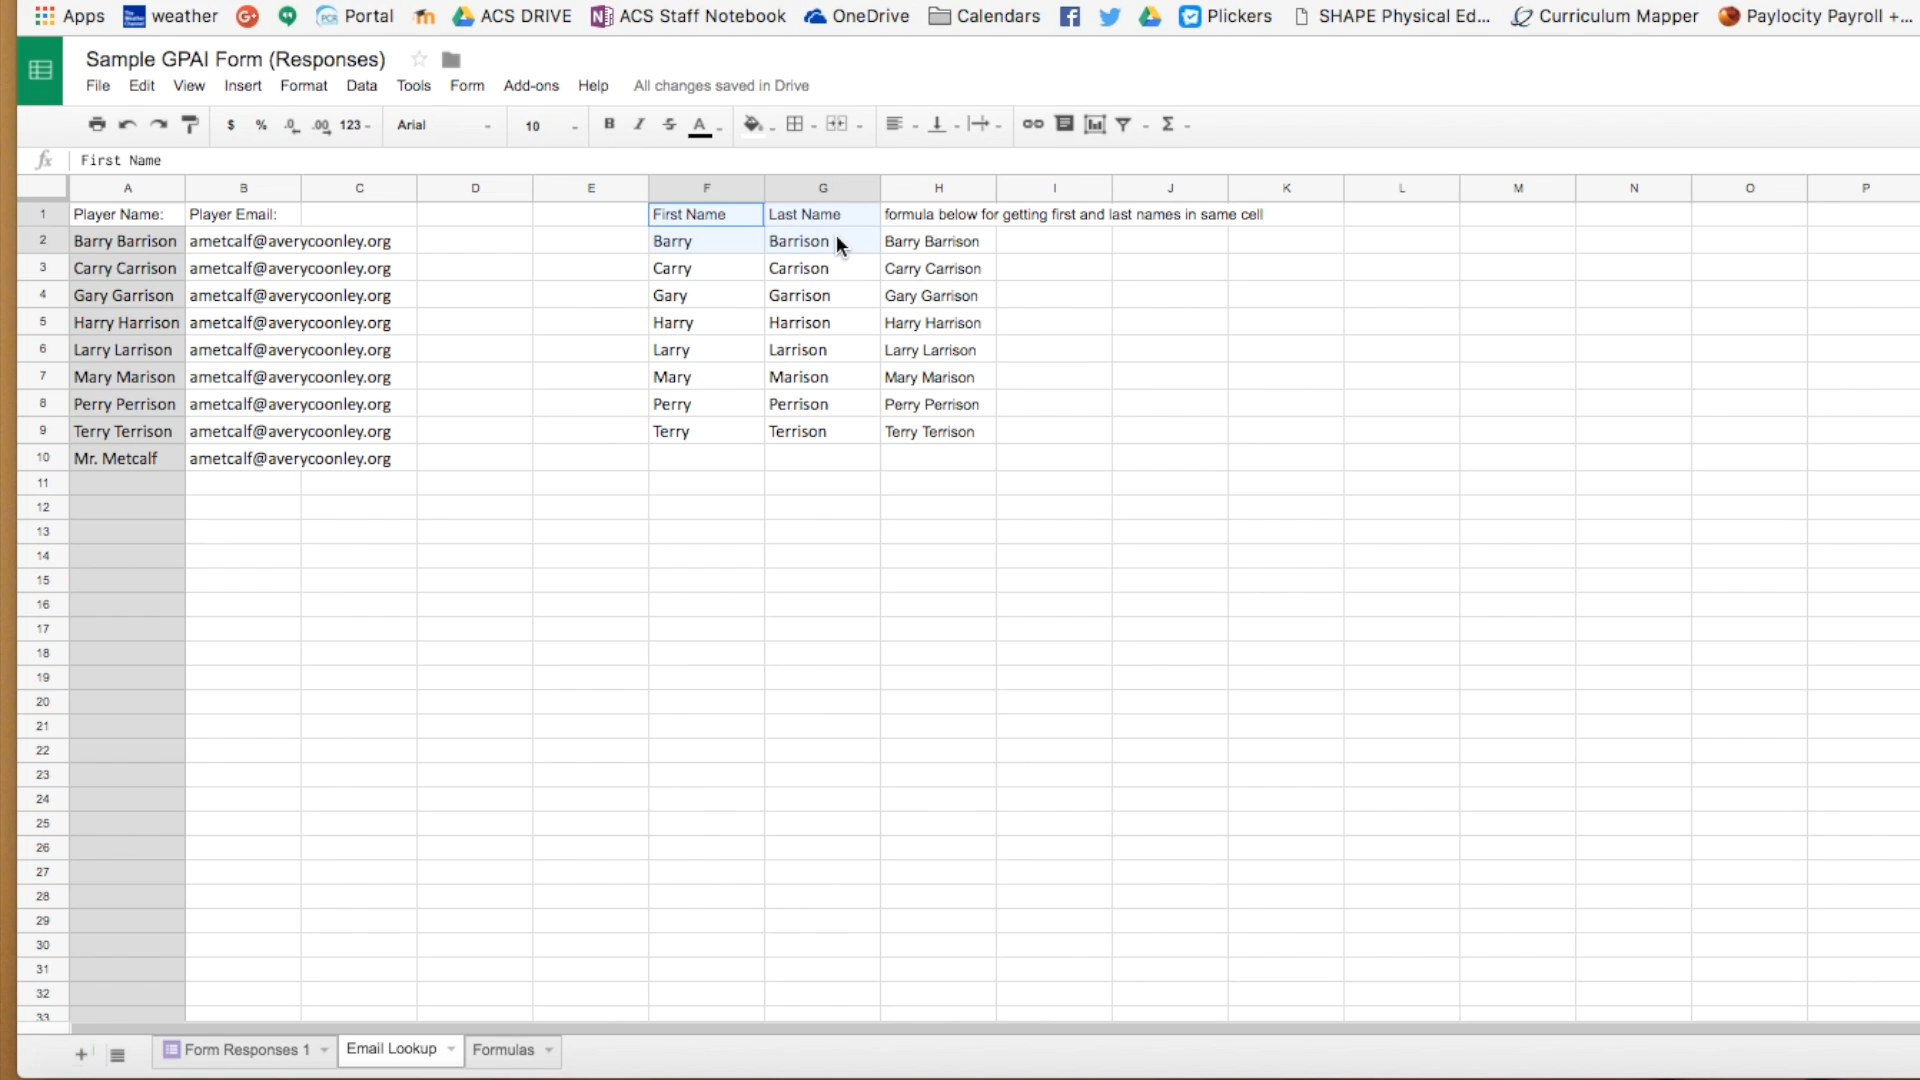 Apps weather Portal ACS DRIVE ACS Staff Notebook OneDrive Calendars Plickers SHAPE Physical Ed... Curriculum Mapper Paylocity Payroll +...
Sample GPAI Form (Responses)
File Edit View Insert Format Data Tools Form Add-ons Help All changes saved in Drive
$ % .0 .00 123 Arial 10 B I S A Σ
fx First Name
A B C D E F G H I J K L M N O P
1 Player Name: Player Email: First Name Last Name formula below for getting first and last names in same cell
2 Barry Barrison ametcalf@averycoonley.org Barry Barrison Barry Barrison
3 Carry Carrison ametcalf@averycoonley.org Carry Carrison Carry Carrison
4 Gary Garrison ametcalf@averycoonley.org Gary Garrison Gary Garrison
5 Harry Harrison ametcalf@averycoonley.org Harry Harrison Harry Harrison
6 Larry Larrison ametcalf@averycoonley.org Larry Larrison Larry Larrison
7 Mary Marison ametcalf@averycoonley.org Mary Marison Mary Marison
8 Perry Perrison ametcalf@averycoonley.org Perry Perrison Perry Perrison
9 Terry Terrison ametcalf@averycoonley.org Terry Terrison Terry Terrison
10 Mr. Metcalf ametcalf@averycoonley.org
11
12
13
14
15
16
17
18
19
20
21
22
23
24
25
26
27
28
29
30
31
32
33
+ Form Responses 1 Email Lookup Formulas